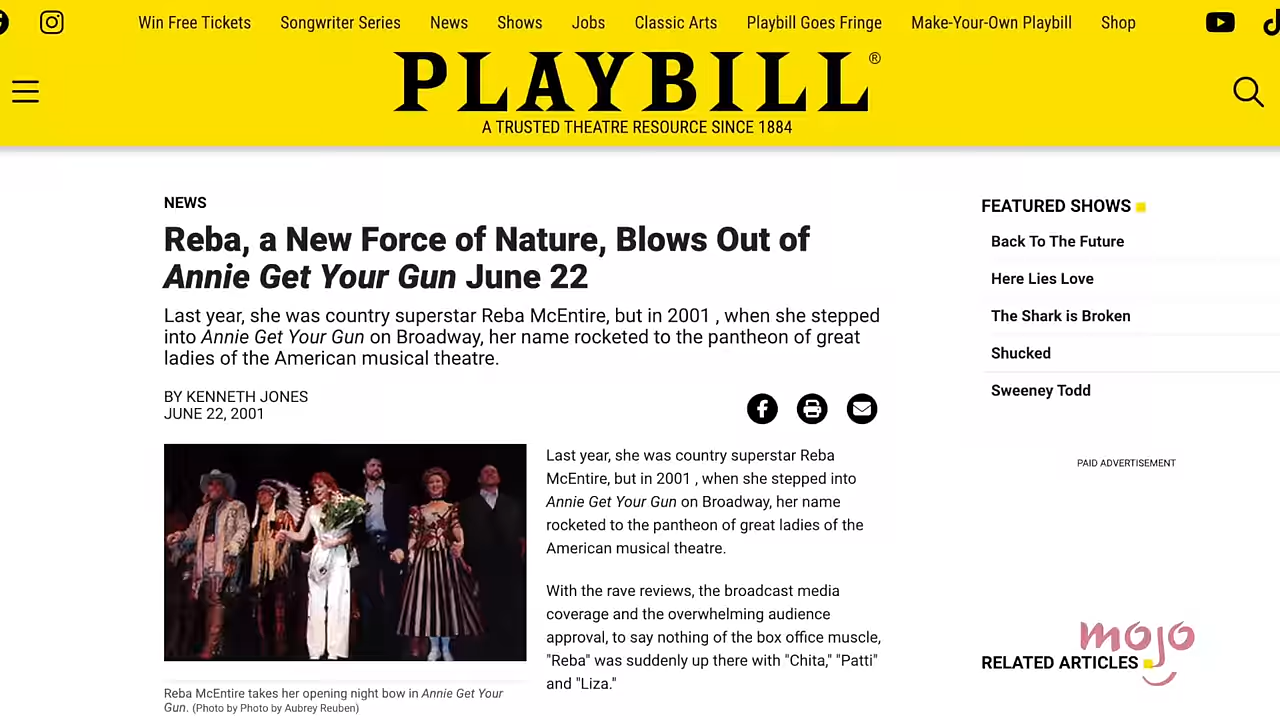 Win Free Tickets Songwriter Series News Shows Jobs Classic Arts Playbill Goes Fringe Make-Your-Own Playbill Shop
PLAYBILL®
A TRUSTED THEATRE RESOURCE SINCE 1884
NEWS
Reba, a New Force of Nature, Blows Out of
Annie Get Your Gun June 22
Last year, she was country superstar Reba McEntire, but in 2001 , when she stepped
into Annie Get Your Gun on Broadway, her name rocketed to the pantheon of great
ladies of the American musical theatre.
BY KENNETH JONES
JUNE 22, 2001
Last year, she was country superstar Reba
McEntire, but in 2001 , when she stepped into
Annie Get Your Gun on Broadway, her name
rocketed to the pantheon of great ladies of the
American musical theatre.
With the rave reviews, the broadcast media
coverage and the overwhelming audience
approval, to say nothing of the box office muscle,
"Reba" was suddenly up there with "Chita," "Patti"
and "Liza."
Reba McEntire takes her opening night bow in Annie Get Your
Gun. (Photo by Photo by Aubrey Reuben)
FEATURED SHOWS
Back To The Future
Here Lies Love
The Shark is Broken
Shucked
Sweeney Todd
PAID ADVERTISEMENT
mojo
RELATED ARTICLES